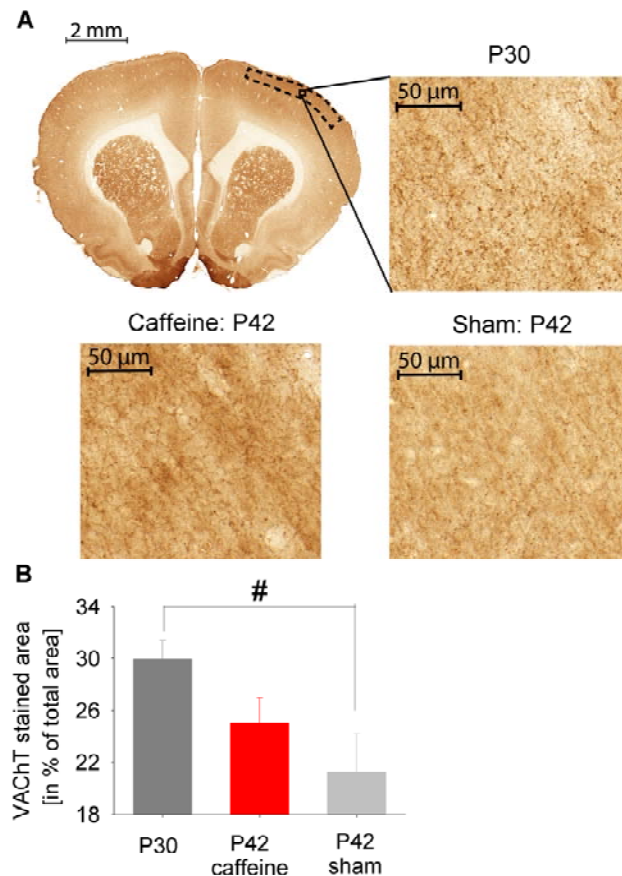 A
2 mm
P30
50 µm
Caffeine: P42
Sham: P42
50 µm
50 µm
B
#
VAChT stained area
[in % of total area]
34
30
26
22
18
P30
P42
caffeine
P42
sham